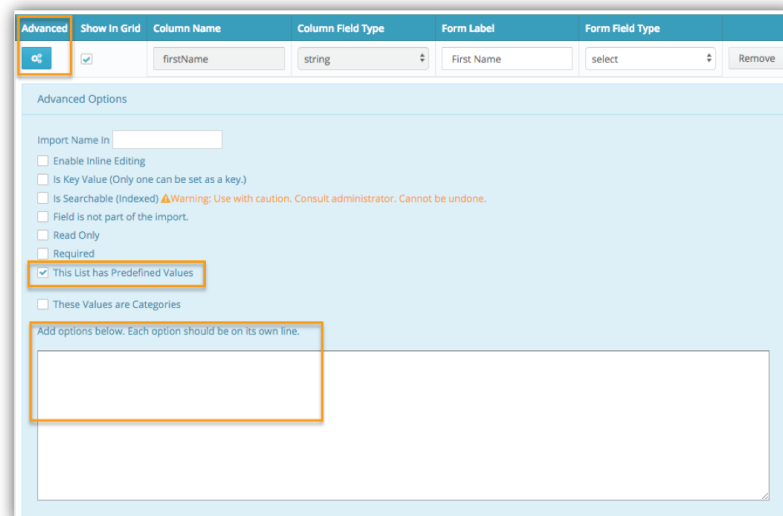 Advanced Show In Grid Column Name Column Field Type Form Label Form Field Type
firstName string First Name select Remove
Advanced Options
Import Name In
Enable Inline Editing
Is Key Value (Only one can be set as a key.)
Is Searchable (Indexed) Warning: Use with caution. Consult administrator. Cannot be undone.
Field is not part of the import.
Read Only
Required
This List has Predefined Values
These Values are Categories
Add options below. Each option should be on its own line.